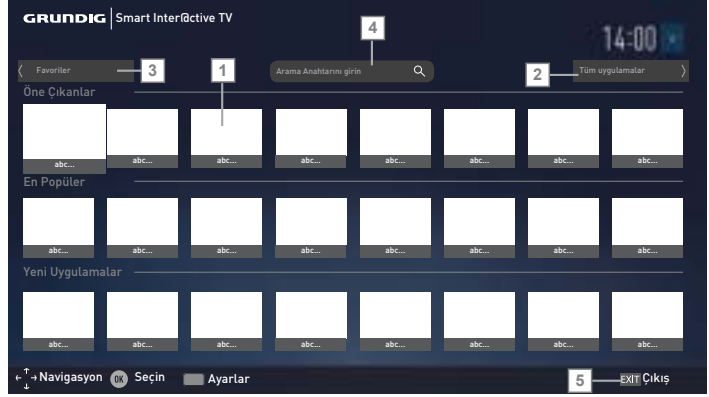 GRUNDIG Smart Inter@ctive TV
4
14:00
Favoriler 3 1 Arama Anahtarını girin 2 Tüm uygulamalar
Öne Çıkanlar
abc... abc... abc... abc... abc... abc... abc... abc...
En Popüler
abc... abc... abc... abc... abc... abc... abc... abc...
Yeni Uygulamalar
abc... abc... abc... abc... abc... abc... abc... abc...
Navigasyon OK Seçin Ayarlar 5 EXIT Çıkış